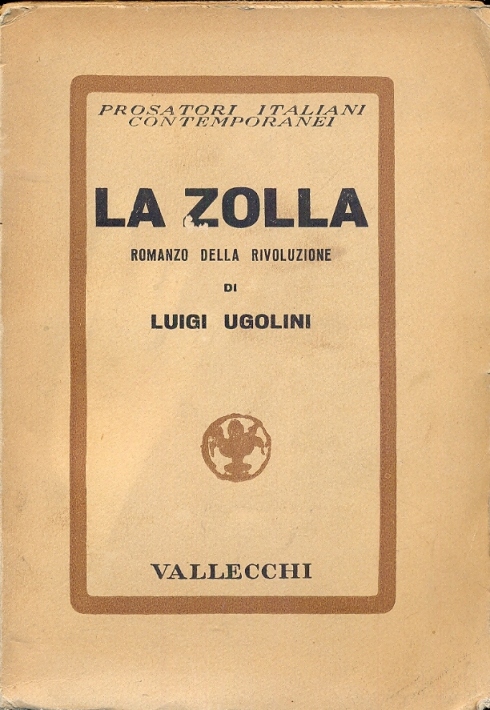 PROSATORI ITALIANI
CONTEMPORANEI
LA ZOLLA
ROMANZO DELLA RIVOLUZIONE
DI
LUIGI UGOLINI
VALLECCHI